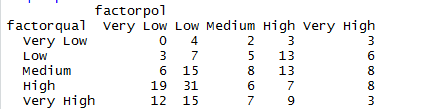 factorpol
factorqual Very Low Low Medium High Very High
Very Low 0 4 2 3 3
Low 3 7 5 13 6
Medium 6 15 8 13 8
High 19 31 6 7 8
Very High 12 15 7 9 3